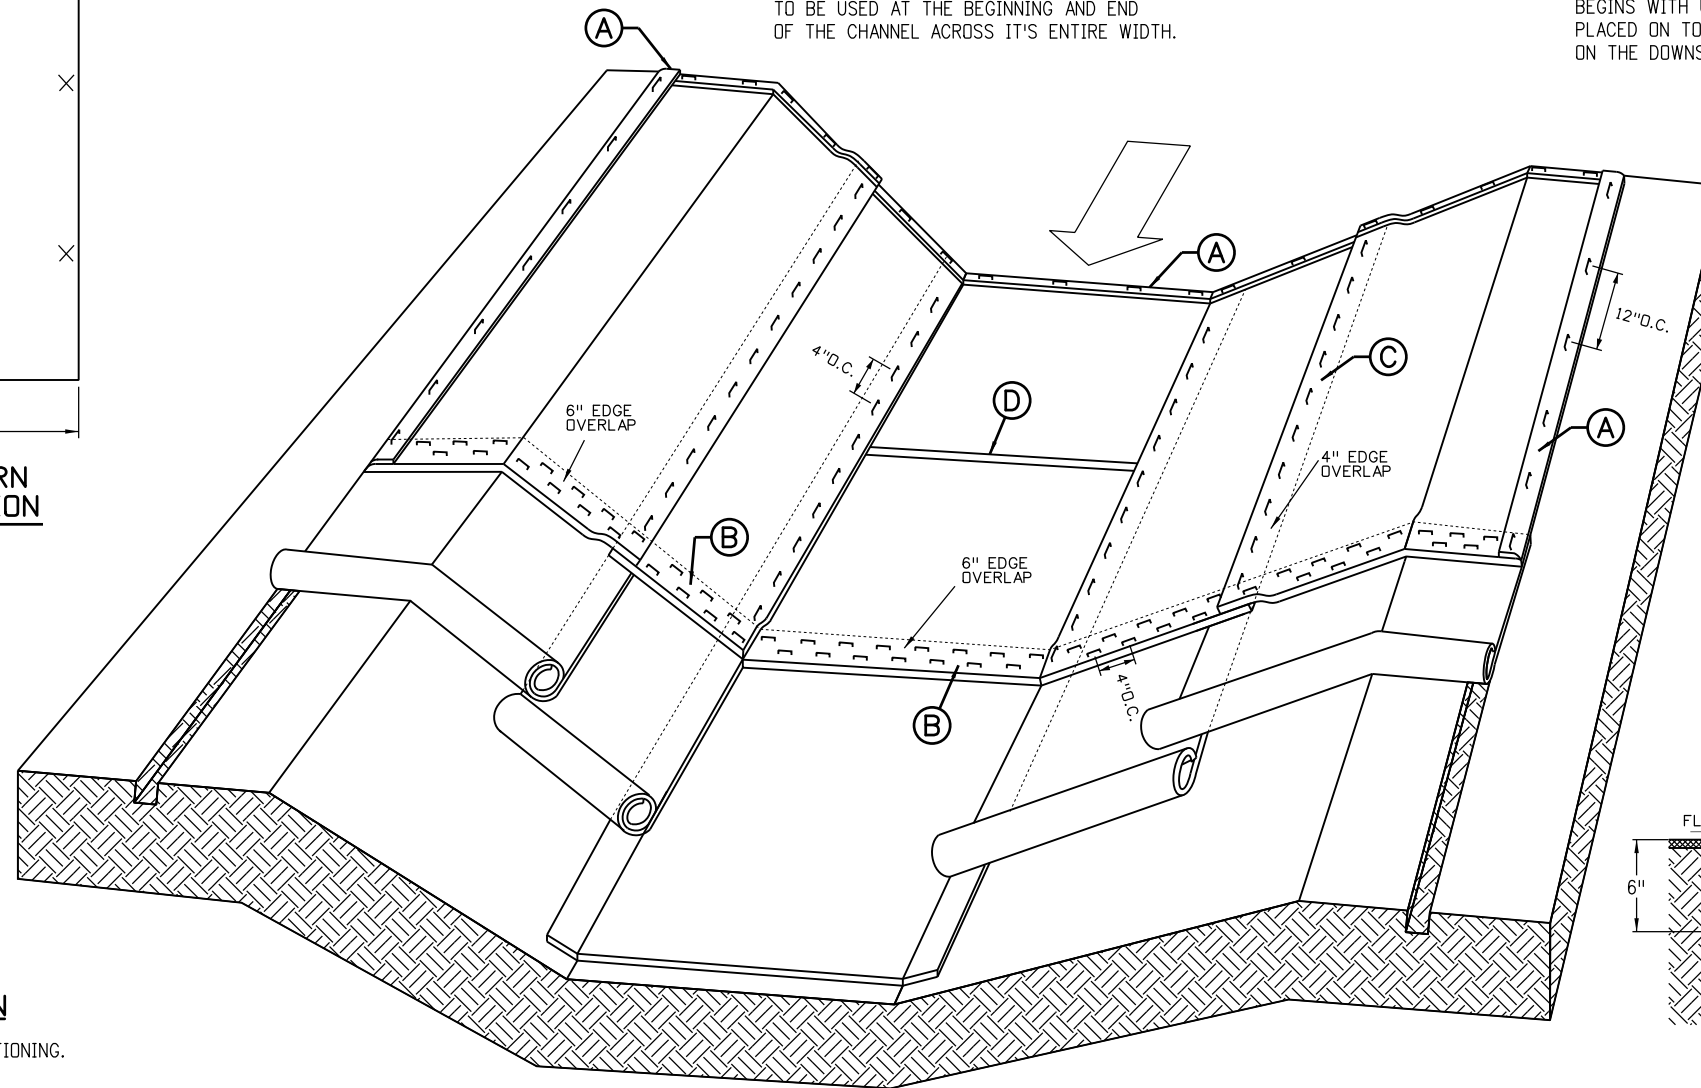 TO BE USED AT THE BEGINNING AND END
OF THE CHANNEL ACROSS IT'S ENTIRE WIDTH.
BEGINS WITH
PLACED ON TO
ON THE DOWNS
A
A
12"O.C.
4"O.C.
C
D
A
6" EDGE
OVERLAP
4" EDGE
OVERLAP
RN
ION
B
6" EDGE
OVERLAP
4"O.C.
B
FL
6"
N
TIONING.